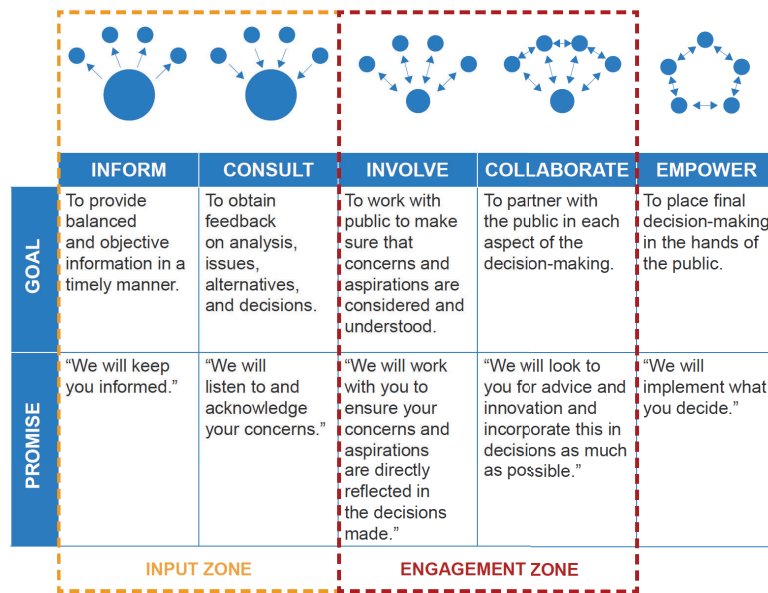 INFORM
CONSULT
INVOLVE
COLLABORATE
EMPOWER
GOAL
To provide
balanced
and objective
information in a
timely manner.
To obtain
feedback
on analysis,
issues,
alternatives,
and decisions.
To work with
public to make
sure that
concerns and
aspirations are
considered and
understood.
To partner with
the public in each
aspect of the
decision-making.
To place final
decision-making
in the hands of
the public.
PROMISE
“We will keep
you informed.”
“We will
listen to and
acknowledge
your concerns.”
“We will work
with you to
ensure your
concerns and
aspirations
are directly
reflected in
the decisions
made.”
“We will look to
you for advice and
innovation and
incorporate this in
decisions as much
as possible.”
“We will
implement what
you decide.”
INPUT ZONE
ENGAGEMENT ZONE